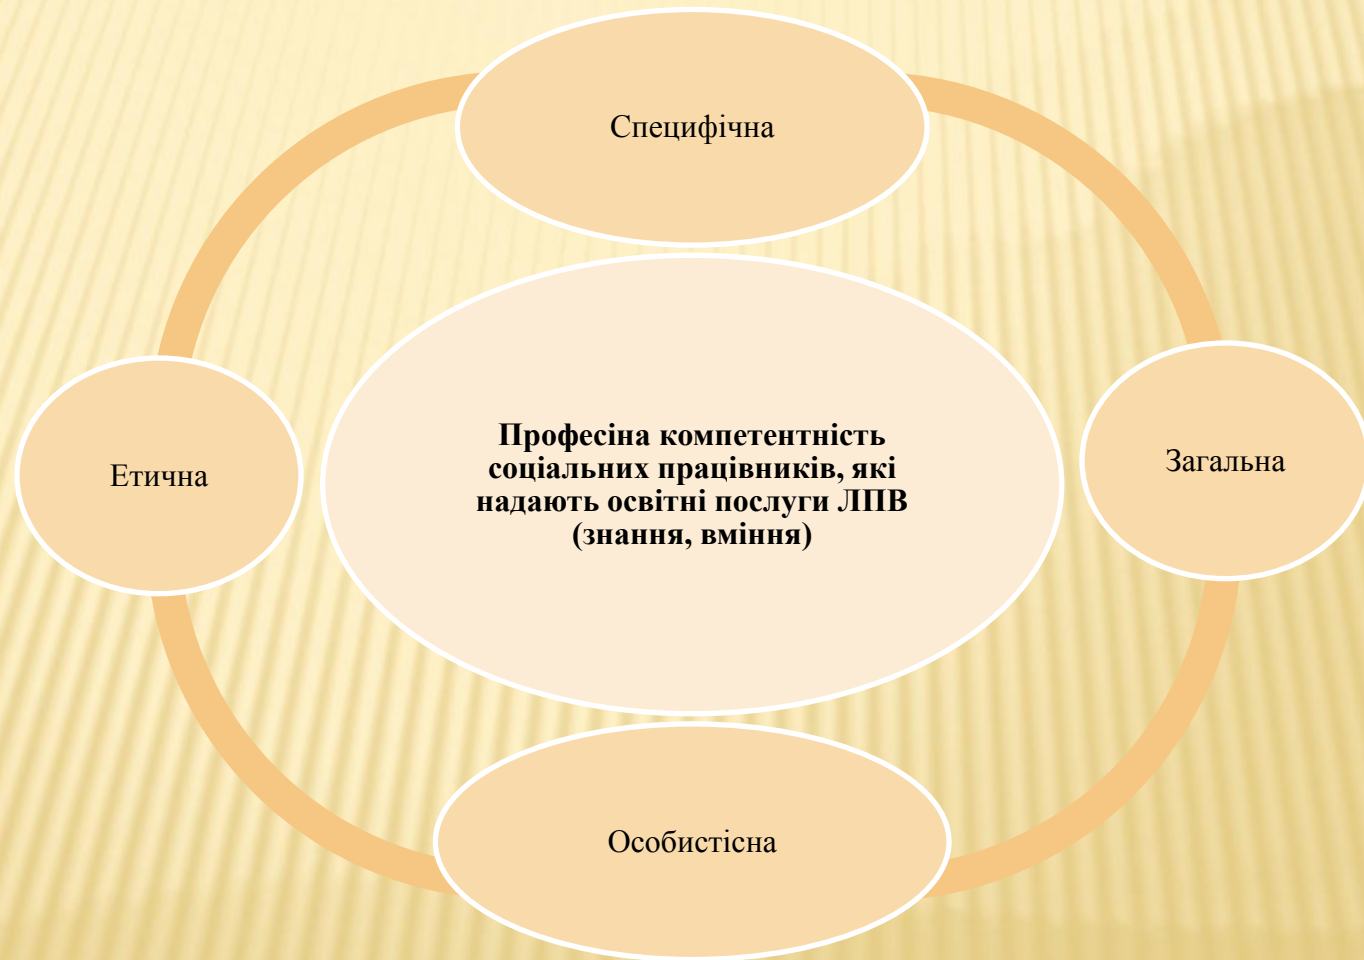 Специфічна
Професіна компетентність
соціальних працівників, які
надають освітні послуги ЛПВ
(знання, вміння)
Етична
Загальна
Особистісна